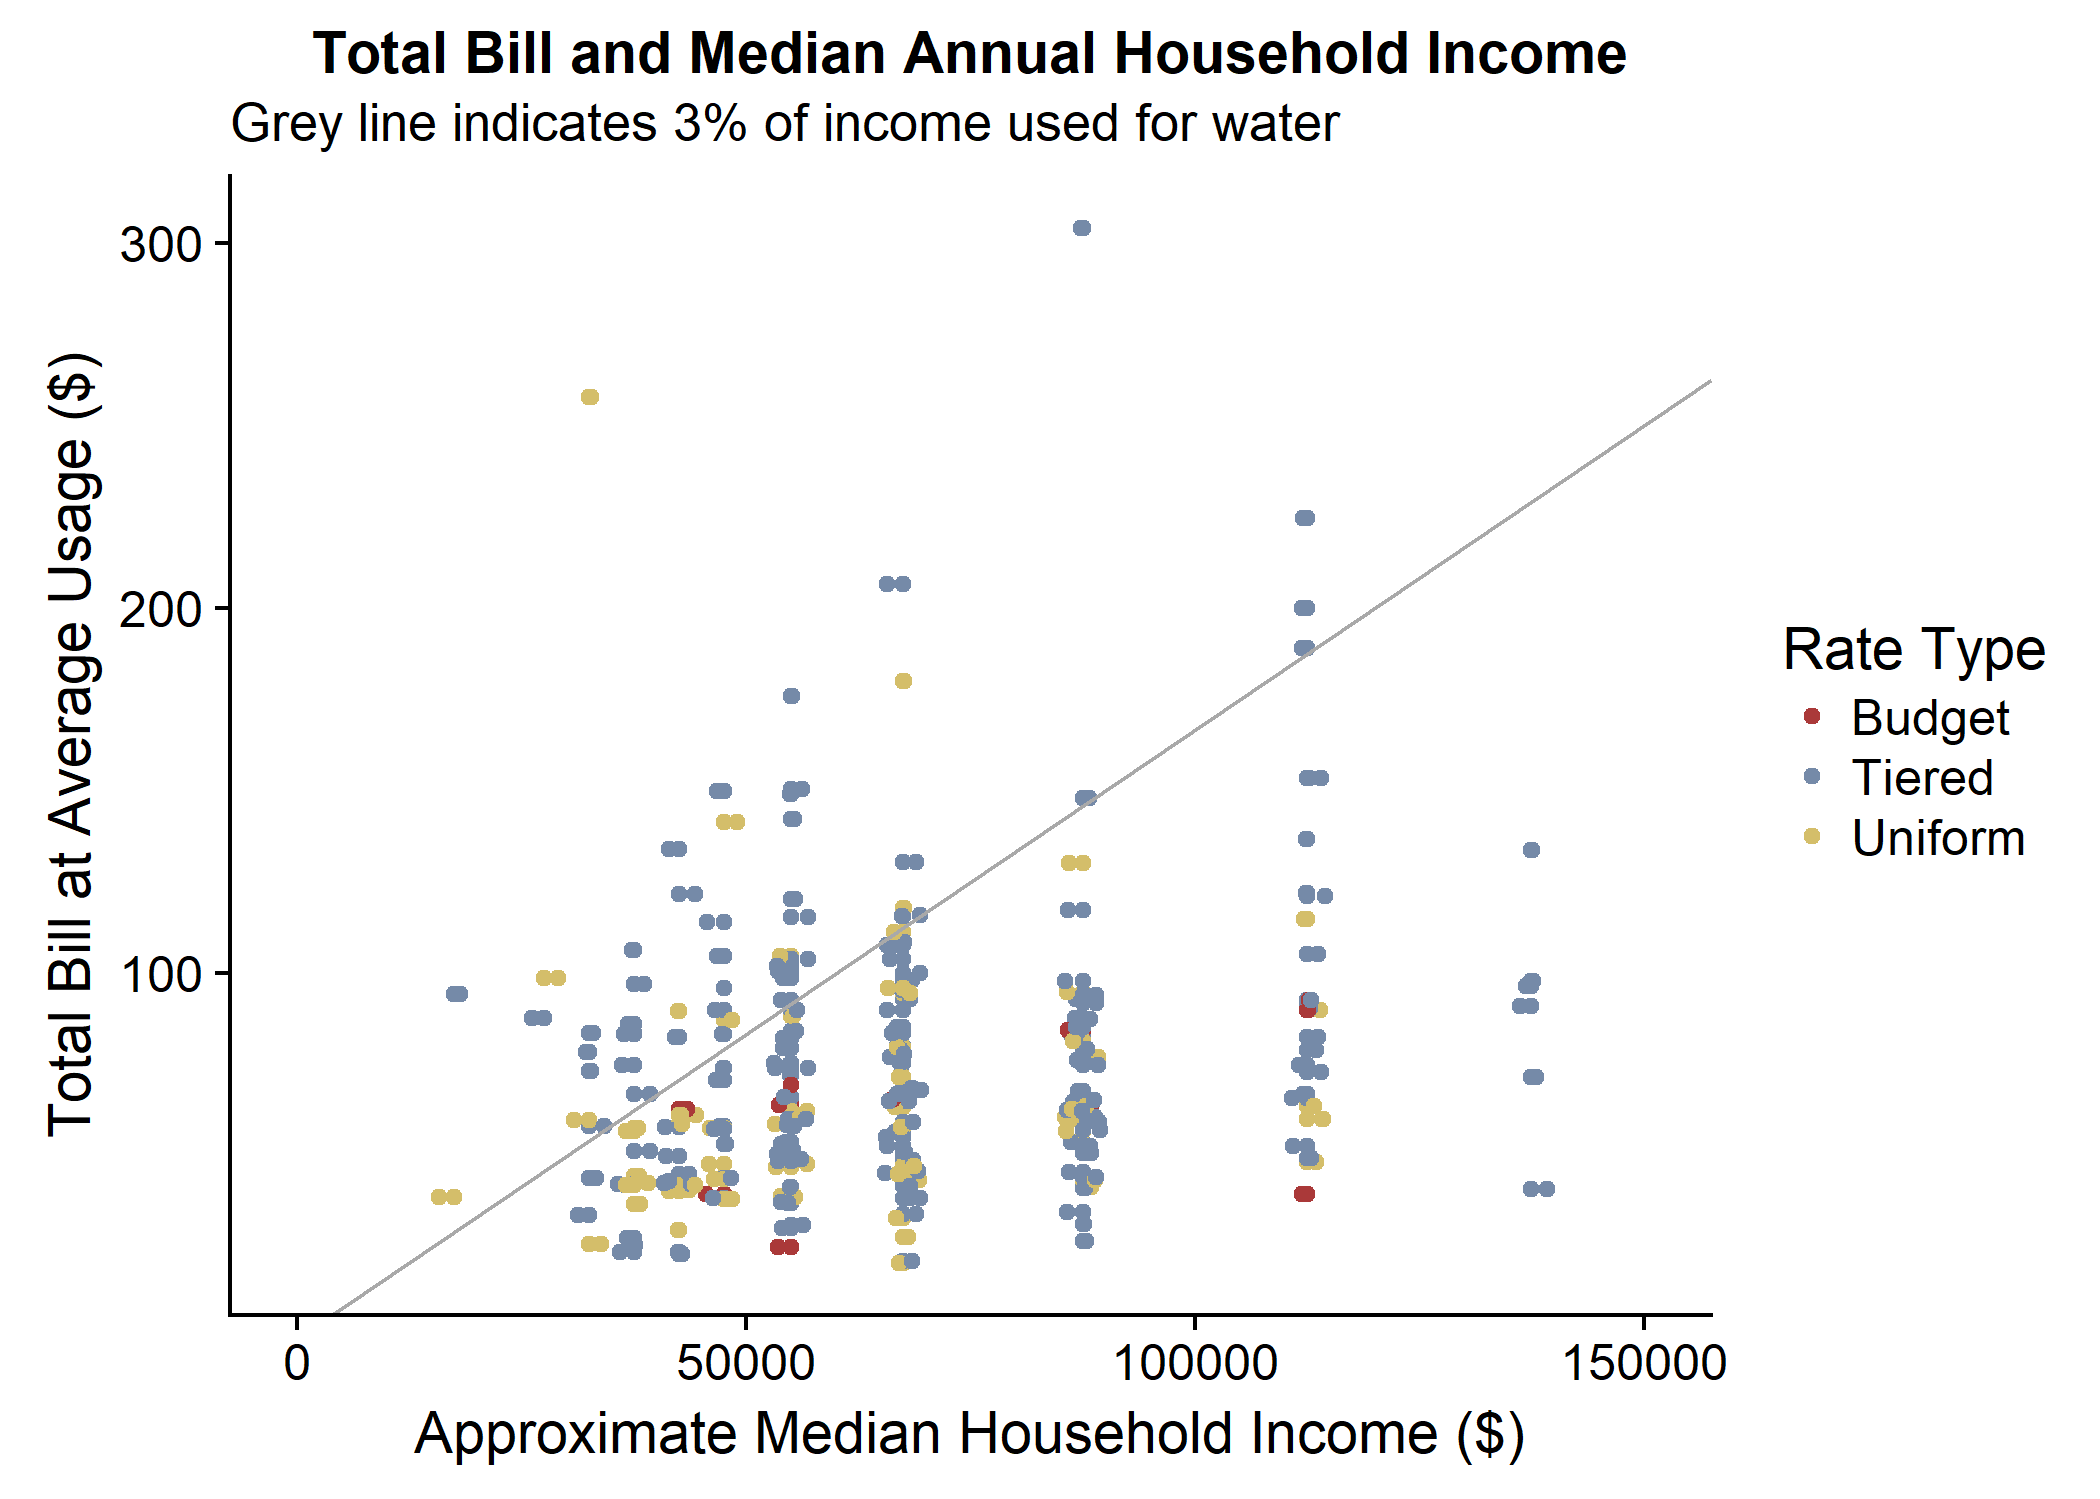 Total Bill and Median Annual Household Income
Grey line indicates 3% of income used for water
Total Bill at Average Usage ($)
300
200
100
0
50000
100000
150000
Approximate Median Household Income ($)
Rate Type
Budget
Tiered
Uniform